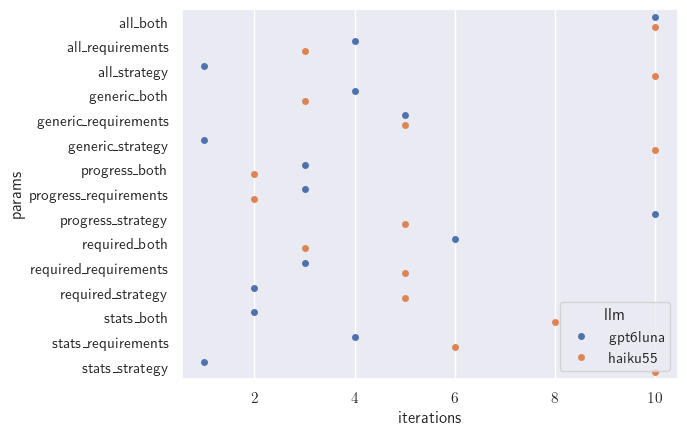 all_both
all_requirements
all_strategy
generic_both
generic_requirements
generic_strategy
progress_both
progress_requirements
progress_strategy
required_both
required_requirements
required_strategy
stats_both
stats_requirements
stats_strategy
params
llm
gpt6luna
haiku55
2 4 6 8 10
iterations